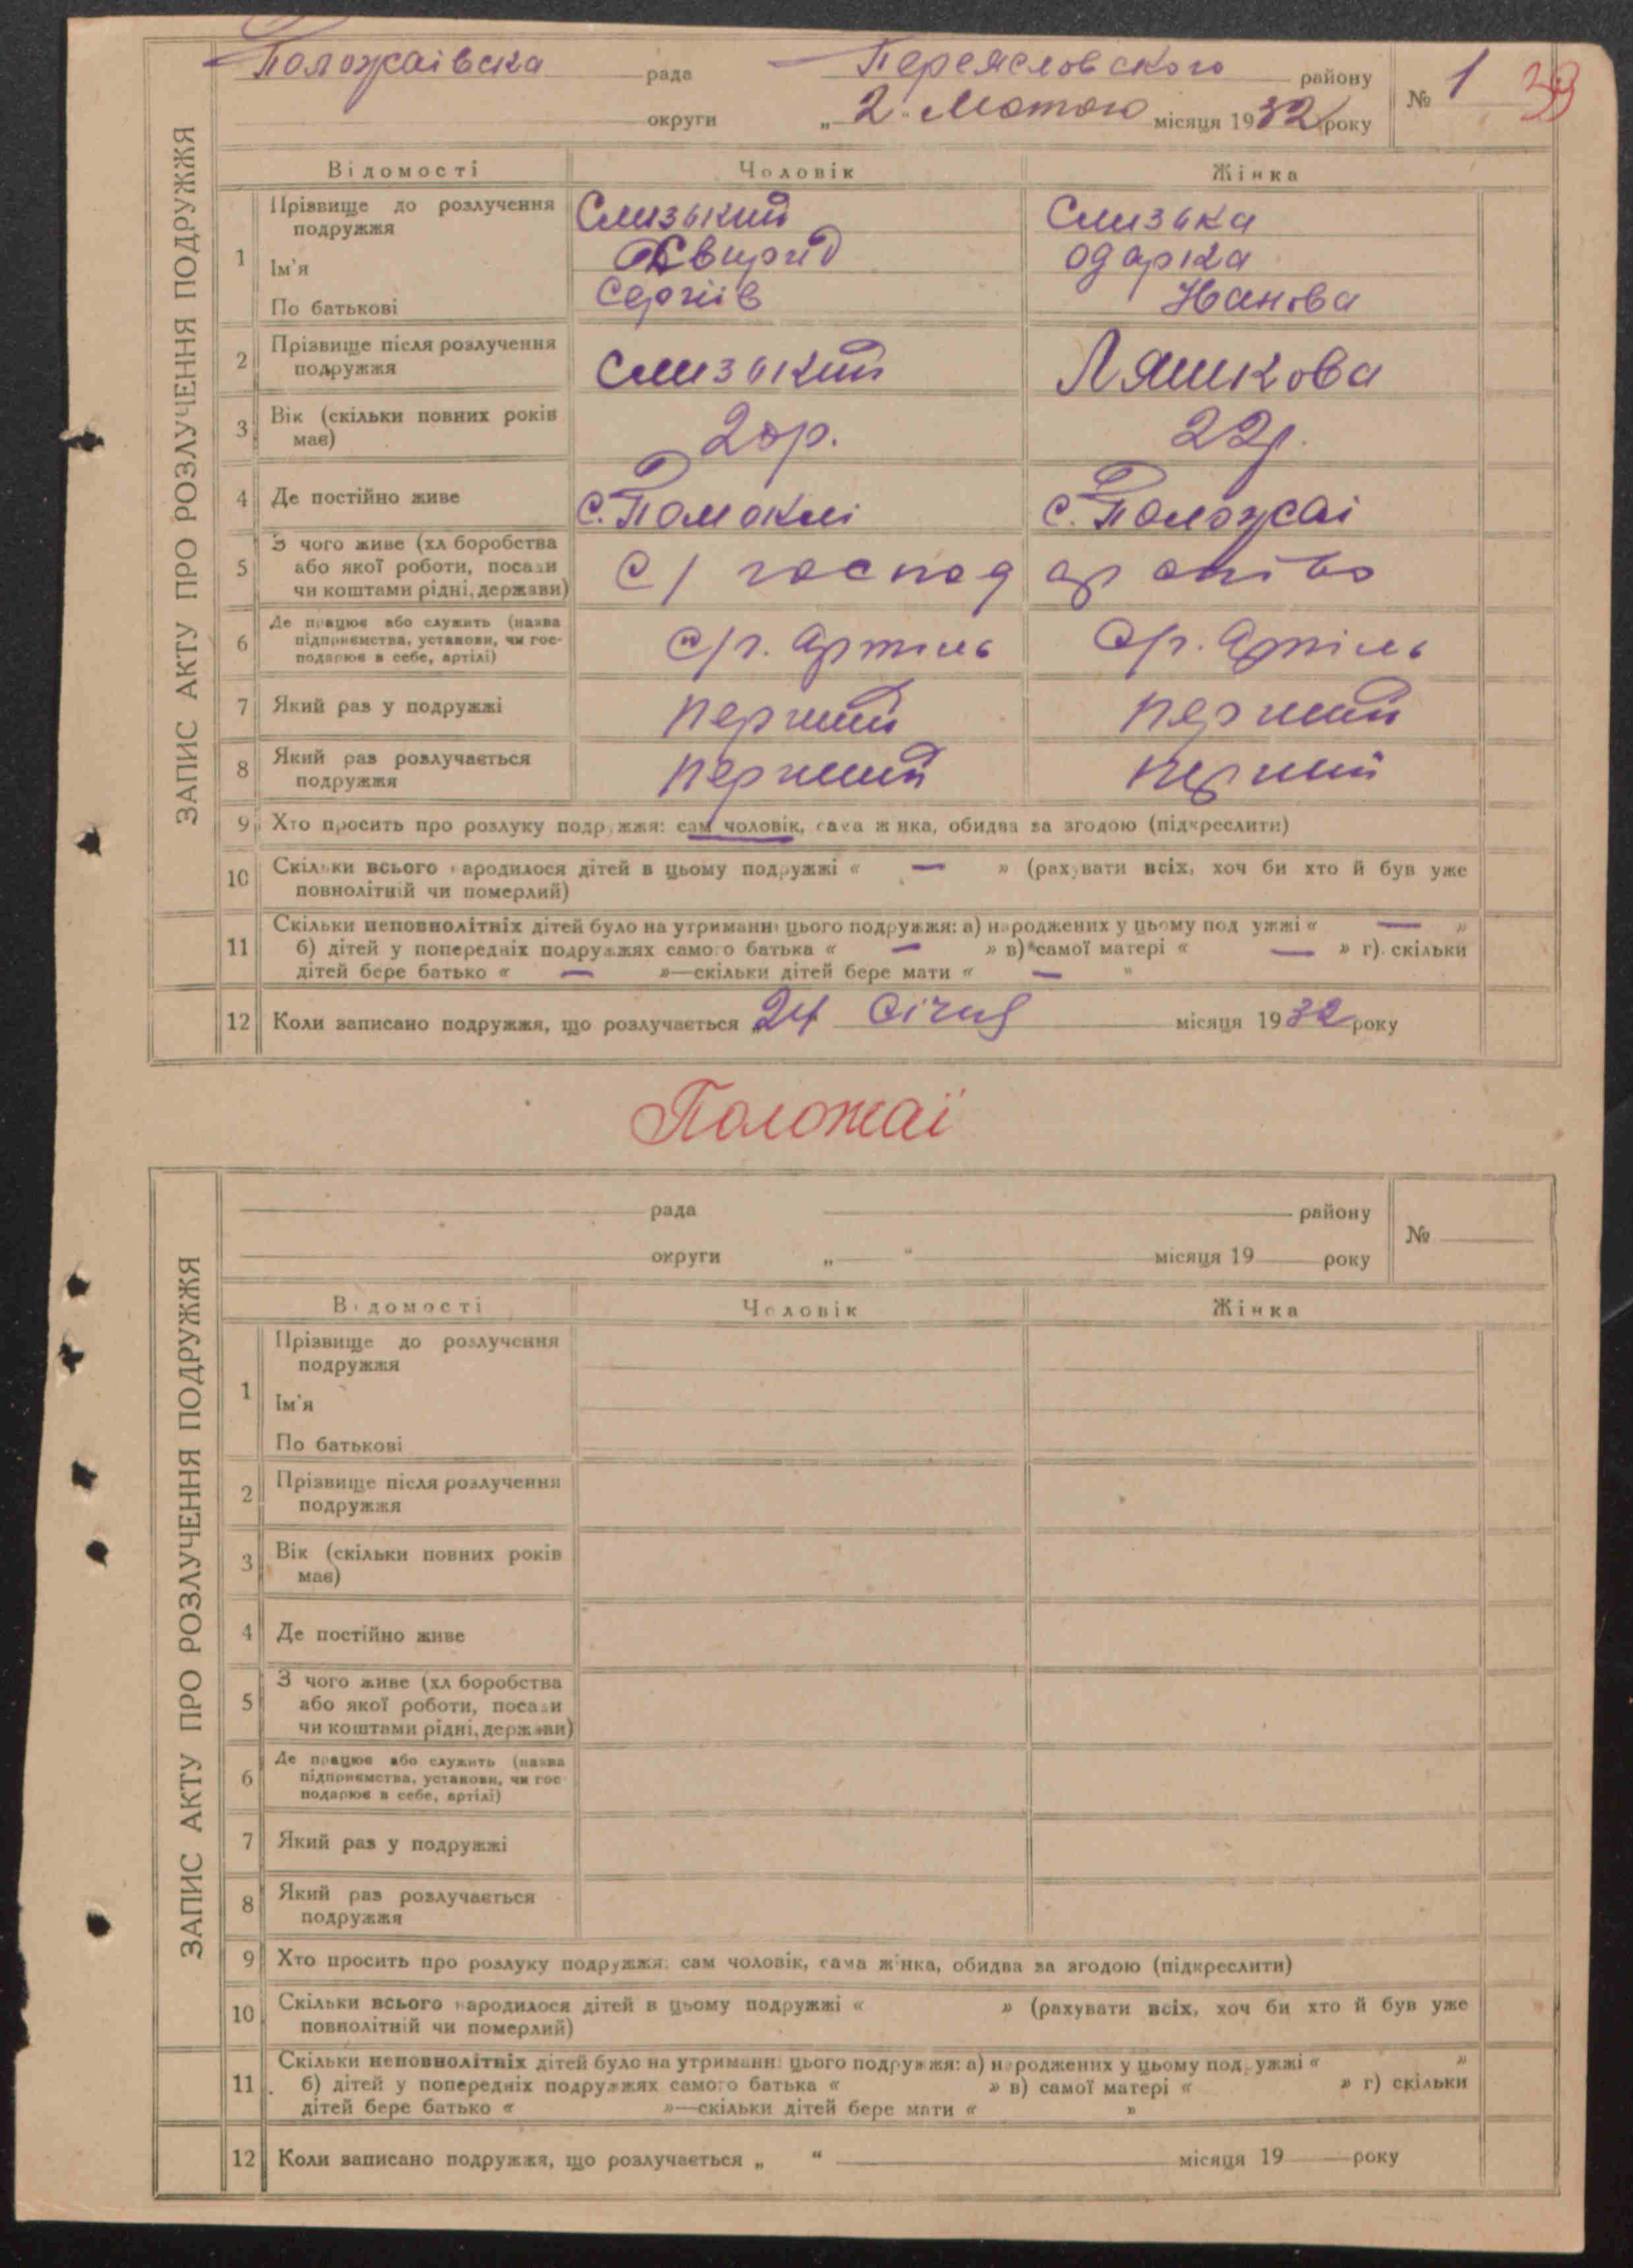 Положаівска рада Переяславского району № 1 39
округи „ 2 " Лютого місяця 1932 року
ЗАПИС АКТУ ПРО РОЗЛУЧЕННЯ ПОДРУЖЖЯ
Відомості Чоловік Жінка
1 Прізвище до розлучення подружжя Слизький Слизька
Ім'я Свирид Одарка
По батькові Сергіів Иванова
2 Прізвище після розлучення подружжя Слизький Ляшкова
3 Вік (скільки повних років має) 20р. 22р.
4 Де постійно живе с. Помоклі с. Положаі
5 З чого живе (хліборобства або якої роботи, посади чи коштами рідні, держави) С/господарство
6 Де працює або служить (назва підприємства, установи, чи господарює в себе, артілі) с/г. артіль с/г. артіль
7 Який раз у подружжі перший перший
8 Який раз розлучається подружжя перший перший
9 Хто просить про розлуку подружжя: сам чоловік, сама жінка, обидва за згодою (підкреслити)
10 Скільки всього народилося дітей в цьому подружжі « — » (рахувати всіх, хоч би хто й був уже
повнолітній чи померлий)
11 Скільки неповнолітніх дітей було на утриманні цього подружжя: а) народжених у цьому подружжі « — »
б) дітей у попередніх подружжях самого батька « — » в) самої матері « — » г) скільки
дітей бере батько « — »—скільки дітей бере мати « — »
12 Коли записано подружжя, що розлучається „ 24 Січня місяця 1932 року
Положаї
рада району №
округи „ " місяця 19 року
ЗАПИС АКТУ ПРО РОЗЛУЧЕННЯ ПОДРУЖЖЯ
Відомості Чоловік Жінка
1 Прізвище до розлучення
подружжя
Ім'я
По батькові
2 Прізвище після розлучення
подружжя
3 Вік (скільки повних років
має)
4 Де постійно живе
5 З чого живе (хліборобства
або якої роботи, посади
чи коштами рідні, держави)
6 Де працює або служить (назва
підприємства, установи, чи гос-
подарює в себе, артілі)
7 Який раз у подружжі
8 Який раз розлучається
подружжя
9 Хто просить про розлуку подружжя: сам чоловік, сама жінка, обидва за згодою (підкреслити)
10 Скільки всього народилося дітей в цьому подружжі « » (рахувати всіх, хоч би хто й був уже
повнолітній чи померлий)
11 Скільки неповнолітніх дітей було на утриманні цього подружжя: а) народжених у цьому подружжі « »
б) дітей у попередніх подружжях самого батька « » в) самої матері « » г) скільки
дітей бере батько « »—скільки дітей бере мати « »
12 Коли записано подружжя, що розлучається „ " місяця 19 року